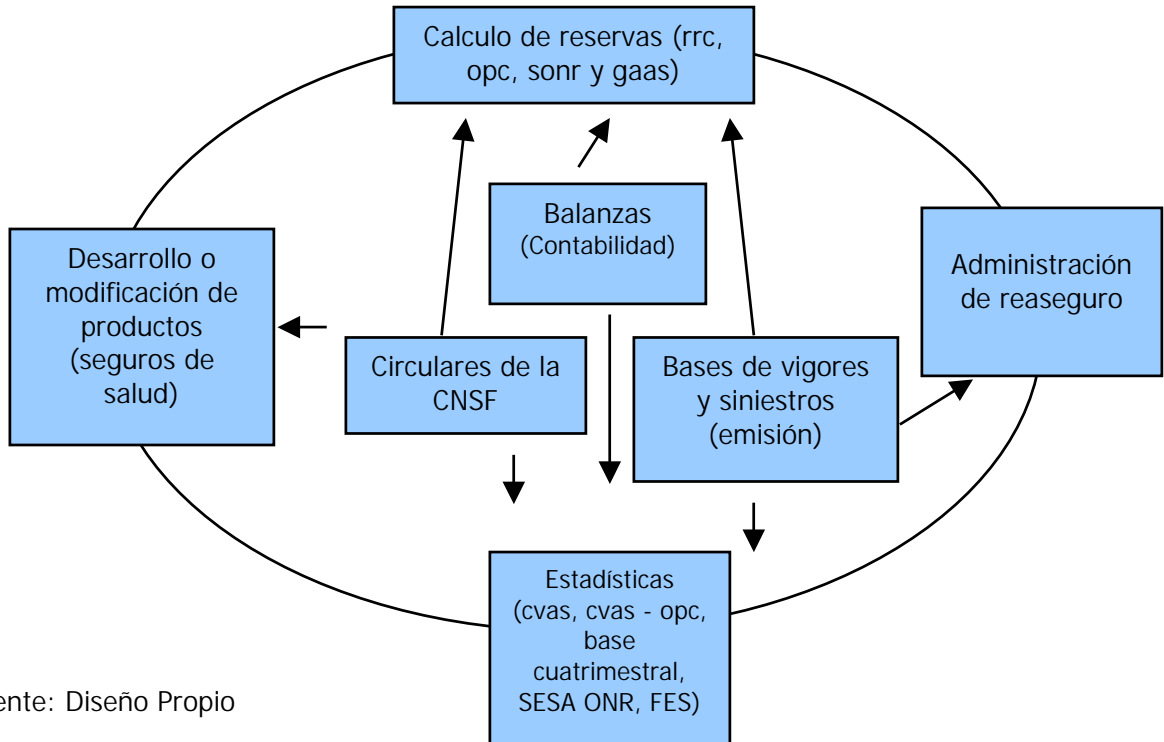 Calculo de reservas (rrc,
opc, sonr y gaas)
Balanzas
(Contabilidad)
Desarrollo o
modificación de
productos
(seguros de
salud)
Administración
de reaseguro
Circulares de la
CNSF
Bases de vigores
y siniestros
(emisión)
Estadísticas
(cvas, cvas - opc,
base
cuatrimestral,
SESA ONR, FES)
ente: Diseño Propio